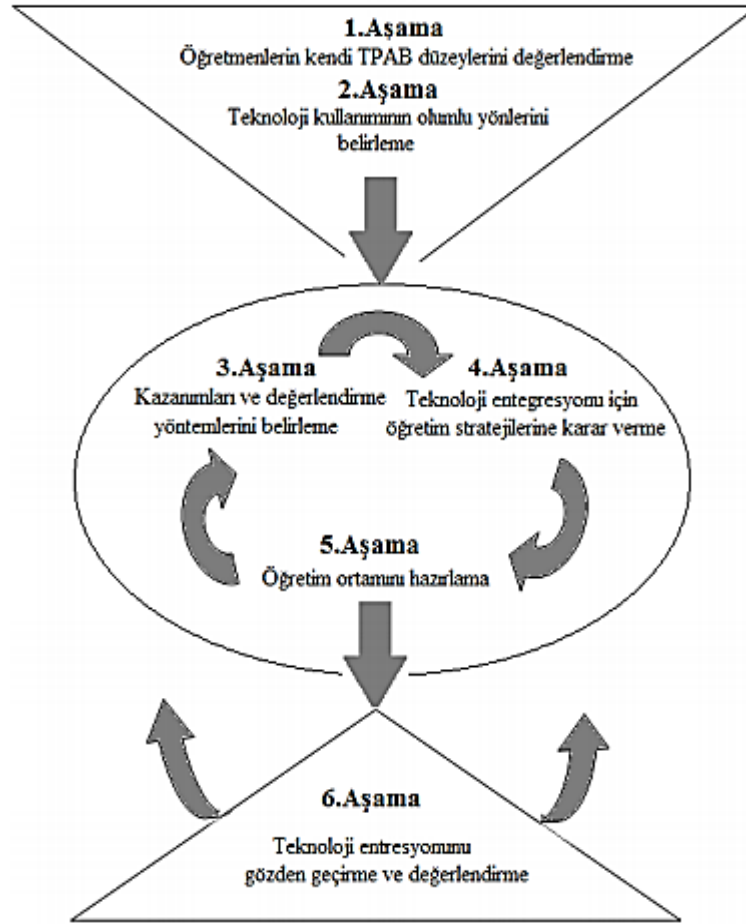 1.Aşama
Öğretmenlerin kendi TPAB düzeylerini değerlendirme
2.Aşama
Teknoloji kullanımının olumlu yönlerini
belirleme
3.Aşama
Kazanımları ve değerlendirme
yöntemlerini belirleme
4.Aşama
Teknoloji entegresyonu için
öğretim stratejilerine karar verme
5.Aşama
Öğretim ortamını hazırlama
6.Aşama
Teknoloji entresyonunu
gözden geçirme ve değerlendirme